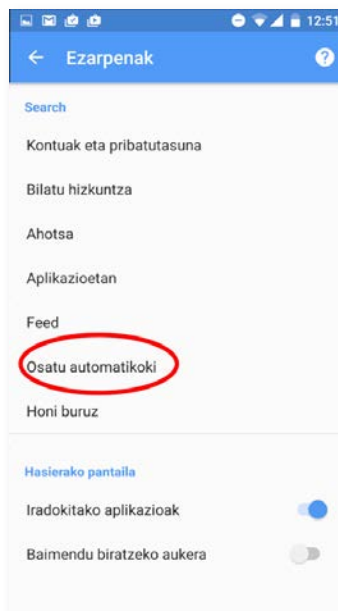 12:51
Ezarpenak
Search
Kontuak eta pribatutasuna
Bilatu hizkuntza
Ahotsa
Aplikazioetan
Feed
Osatu automatikoki
Honi buruz
Hasierako pantaila
Iradokitako aplikazioak
Baimendu biratzeko aukera